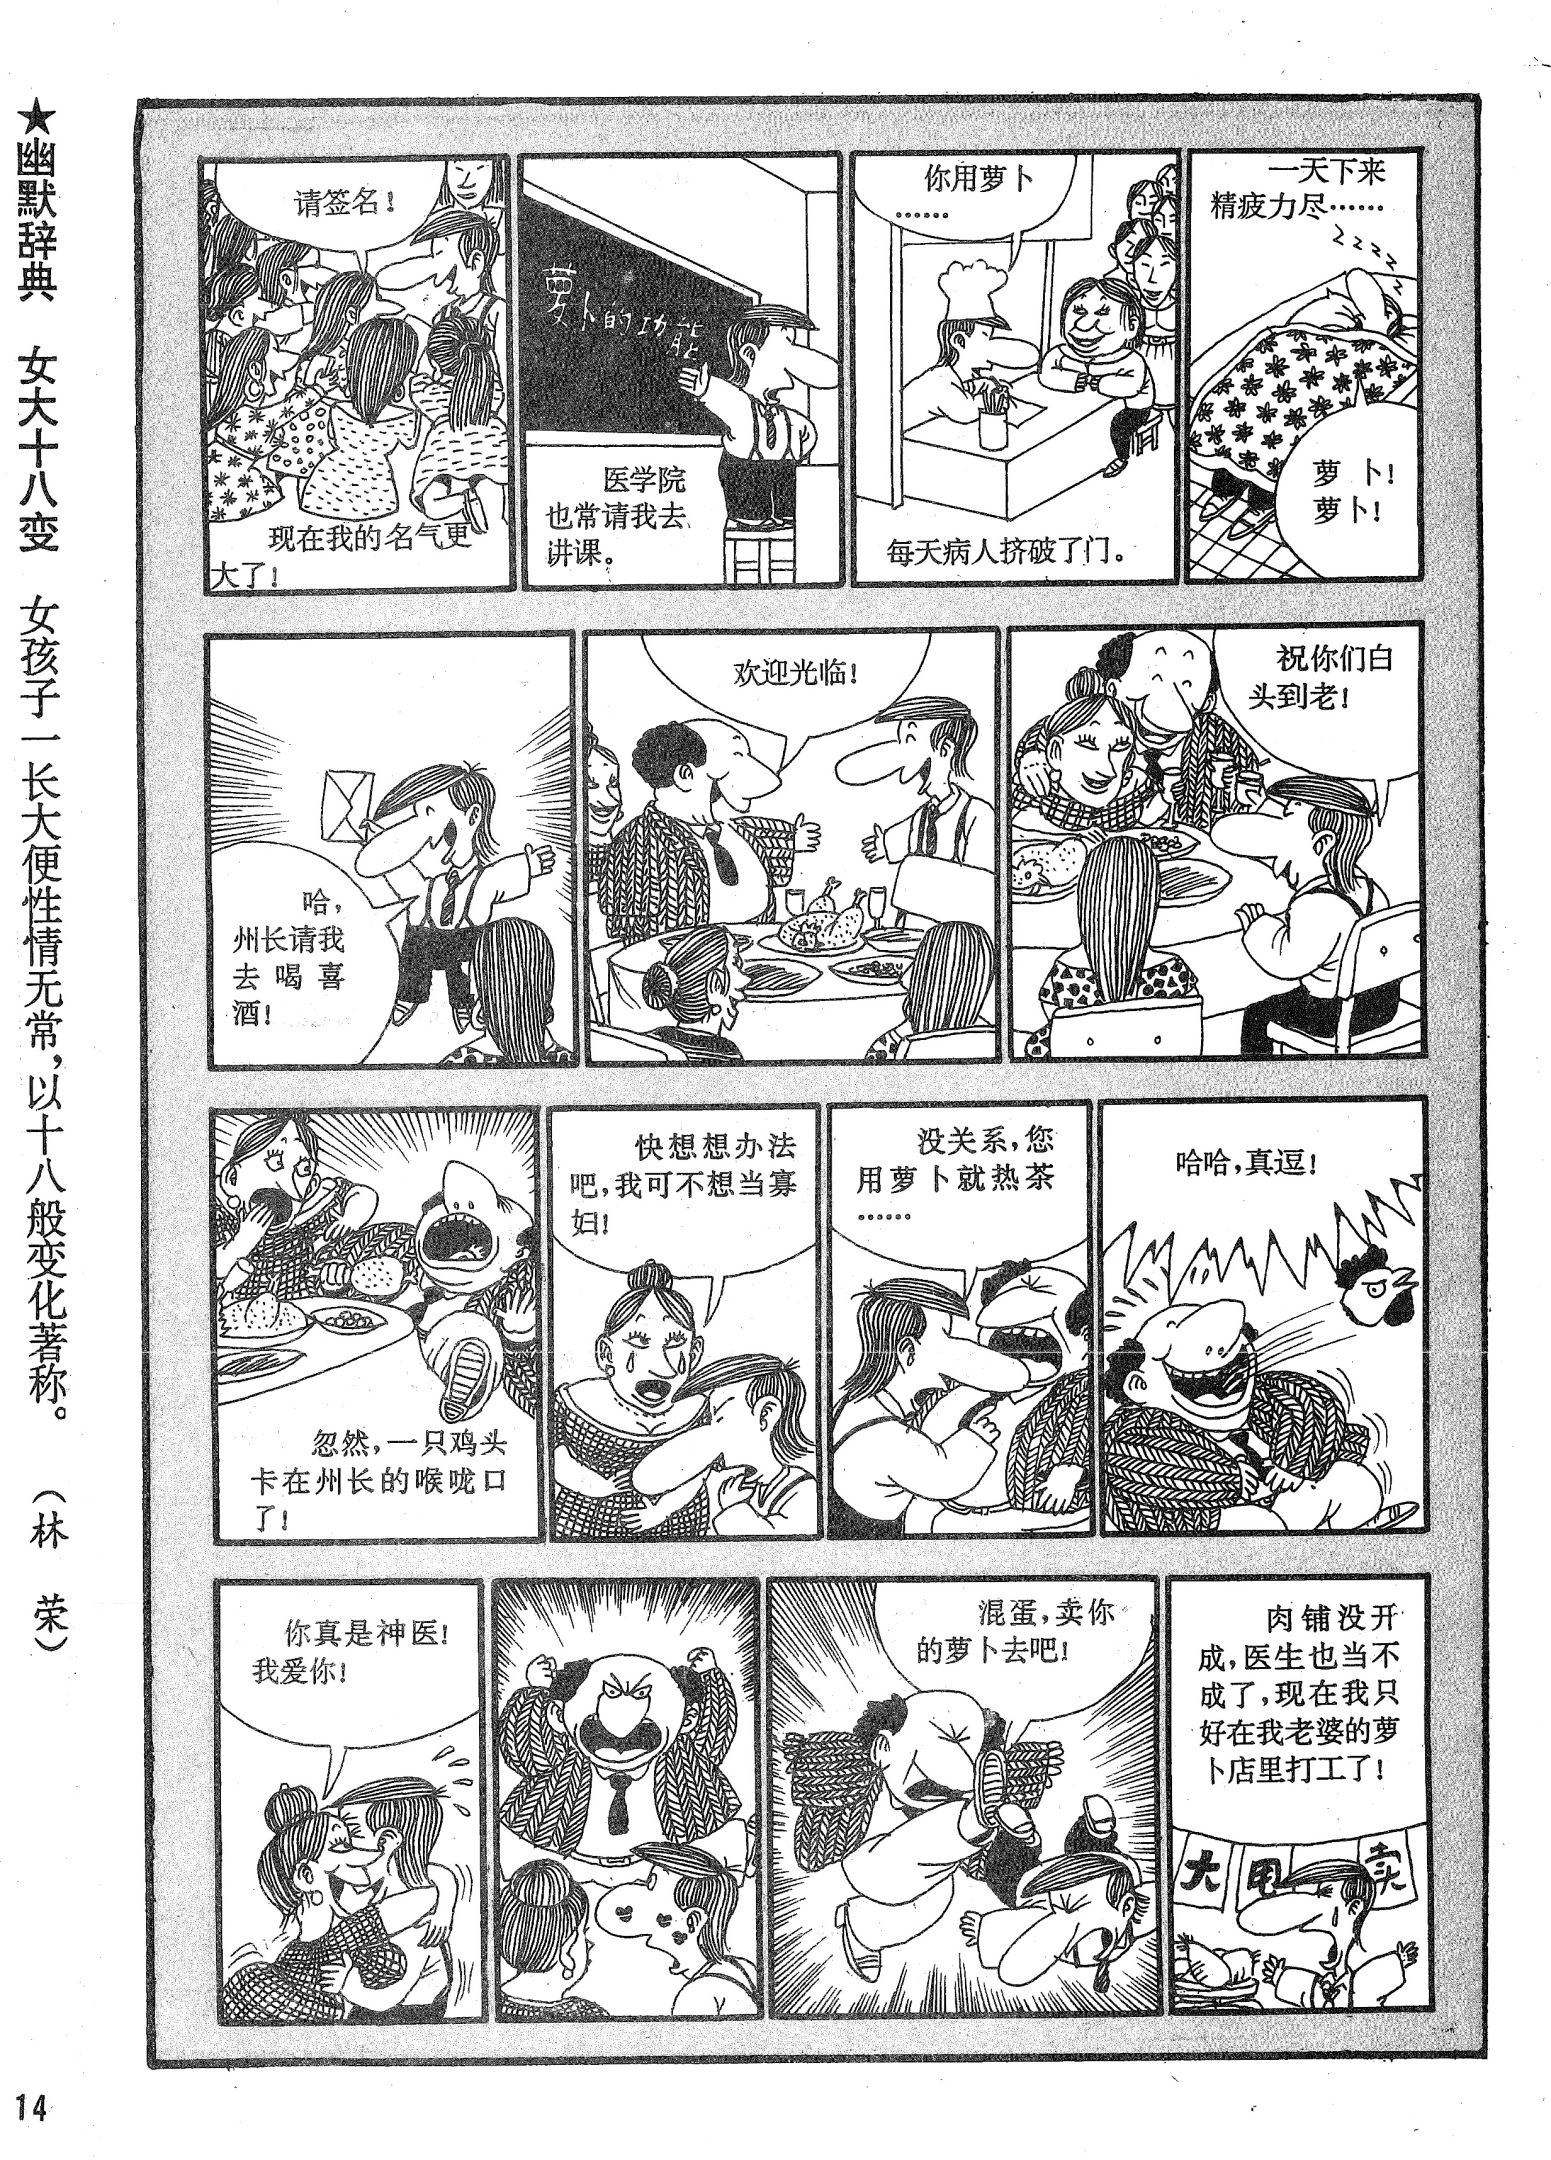 ★幽默辞典 女大十八变 女孩子一长大便性情无常，以十八般变化著称。 （林 荣）
请签名！
现在我的名气更
大了！
萝卜的功能
医学院
也常请我去
讲课。
你用萝卜
……
每天病人挤破了门。
一天下来
精疲力尽……
zzzz
萝卜！
萝卜！
哈，
州长请我
去喝喜
酒！
欢迎光临！
祝你们白
头到老！
忽然，一只鸡头
卡在州长的喉咙口
了！
快想想办法
吧，我可不想当寡
妇！
没关系，您
用萝卜就热茶
……
哈哈，真逗！
你真是神医！
我爱你！
混蛋，卖你
的萝卜去吧！
肉铺没开
成，医生也当不
成了，现在我只
好在我老婆的萝
卜店里打工了！
大甩卖
14